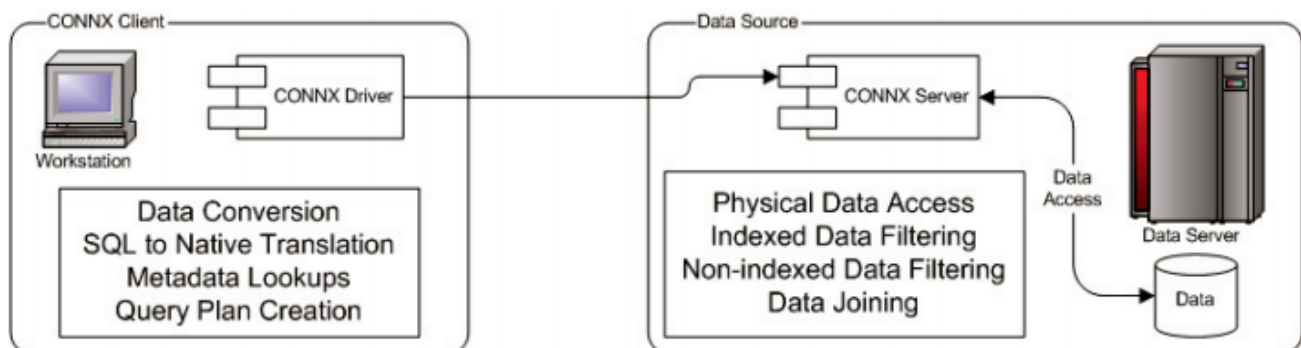 CONNX Client
Workstation
CONNX Driver
Data Conversion
SQL to Native Translation
Metadata Lookups
Query Plan Creation
Data Source
CONNX Server
Data
Access
Data Server
Data
Physical Data Access
Indexed Data Filtering
Non-indexed Data Filtering
Data Joining